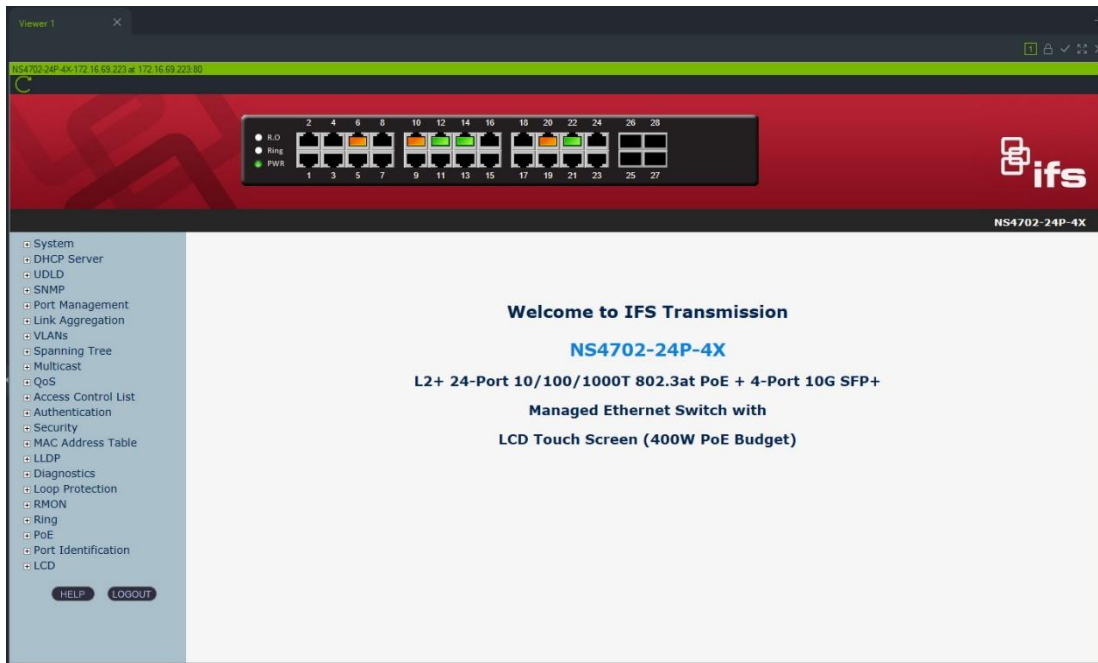 Viewer 1
1
NS4702-24P-4X-172.16.69.223 at 172.16.69.223:80
2 4 6 8 10 12 14 16 18 20 22 24 26 28
R.O
Ring
PWR
1 3 5 7 9 11 13 15 17 19 21 23 25 27
ifs
NS4702-24P-4X
System
DHCP Server
UDLD
SNMP
Port Management
Link Aggregation
VLANs
Spanning Tree
Multicast
QoS
Access Control List
Authentication
Security
MAC Address Table
LLDP
Diagnostics
Loop Protection
RMON
Ring
PoE
Port Identification
LCD
HELP LOGOUT
Welcome to IFS Transmission
NS4702-24P-4X
L2+ 24-Port 10/100/1000T 802.3at PoE + 4-Port 10G SFP+
Managed Ethernet Switch with
LCD Touch Screen (400W PoE Budget)